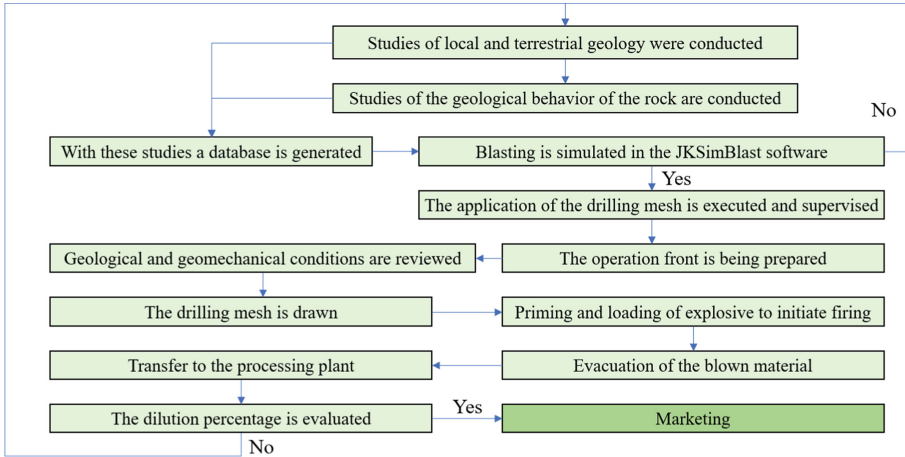 Studies of local and terrestrial geology were conducted
Studies of the geological behavior of the rock are conducted
No
With these studies a database is generated
Blasting is simulated in the JKSimBlast software
Yes
The application of the drilling mesh is executed and supervised
Geological and geomechanical conditions are reviewed
The operation front is being prepared
The drilling mesh is drawn
Priming and loading of explosive to initiate firing
Transfer to the processing plant
Evacuation of the blown material
The dilution percentage is evaluated
Yes
Marketing
No